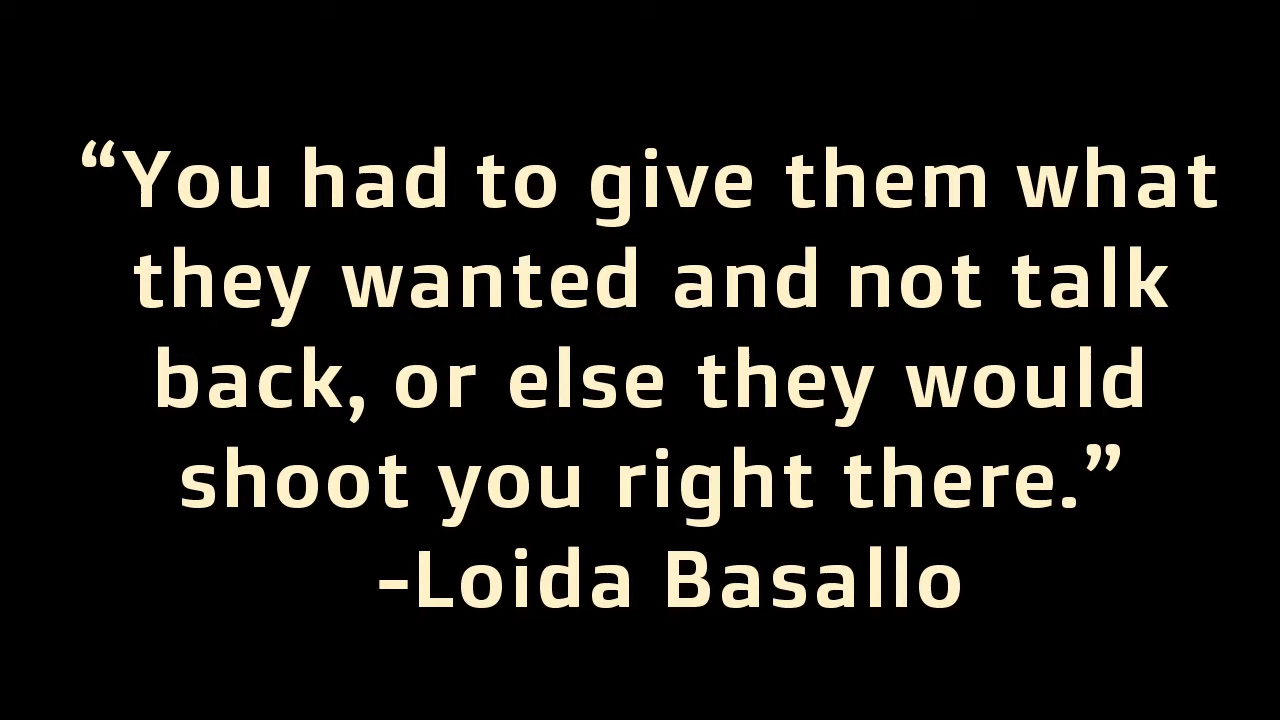 “You had to give them what
they wanted and not talk
back, or else they would
shoot you right there.”
-Loida Basallo